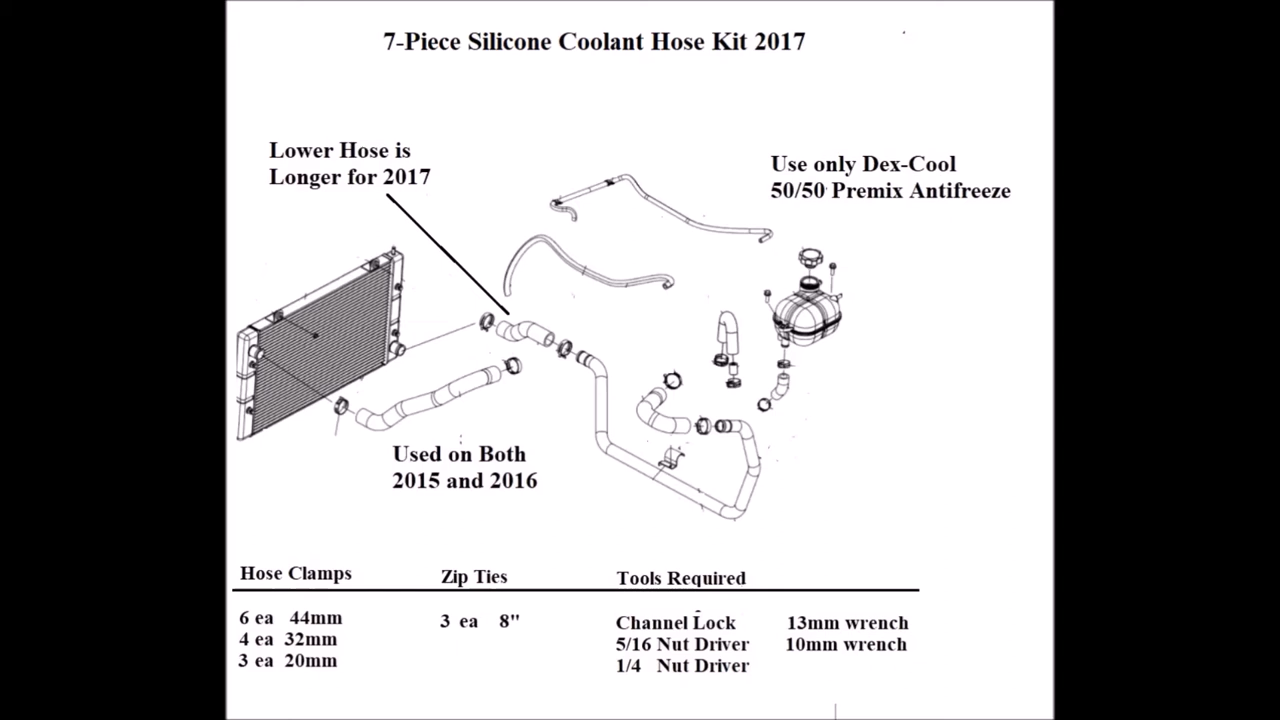 7-Piece Silicone Coolant Hose Kit 2017
Lower Hose is
Longer for 2017
Use only Dex-Cool
50/50 Premix Antifreeze
Used on Both
2015 and 2016
Hose Clamps Zip Ties Tools Required
6 ea 44mm 3 ea 8" Channel Lock 13mm wrench
4 ea 32mm 5/16 Nut Driver 10mm wrench
3 ea 20mm 1/4 Nut Driver